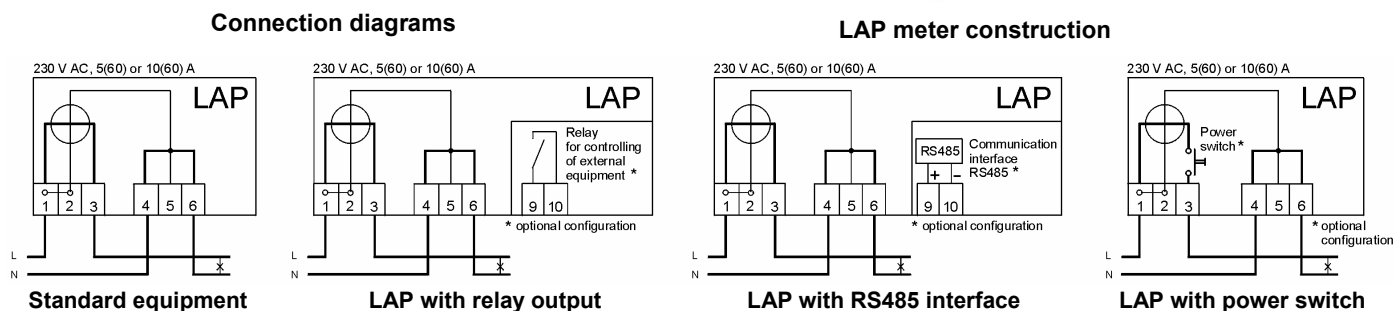 Connection diagrams
LAP meter construction
230 V AC, 5(60) or 10(60) A
LAP
1 2 3 4 5 6
L
N
Standard equipment
230 V AC, 5(60) or 10(60) A
LAP
Relay
for controlling
of external
equipment *
1 2 3 4 5 6 9 10
* optional configuration
LAP with relay output
230 V AC, 5(60) or 10(60) A
LAP
RS485
Communication
interface
RS485 *
+ –
1 2 3 4 5 6 9 10
* optional configuration
L
N
LAP with RS485 interface
230 V AC, 5(60) or 10(60) A
LAP
Power
switch *
1 2 3 4 5 6
* optional
configuration
LAP with power switch